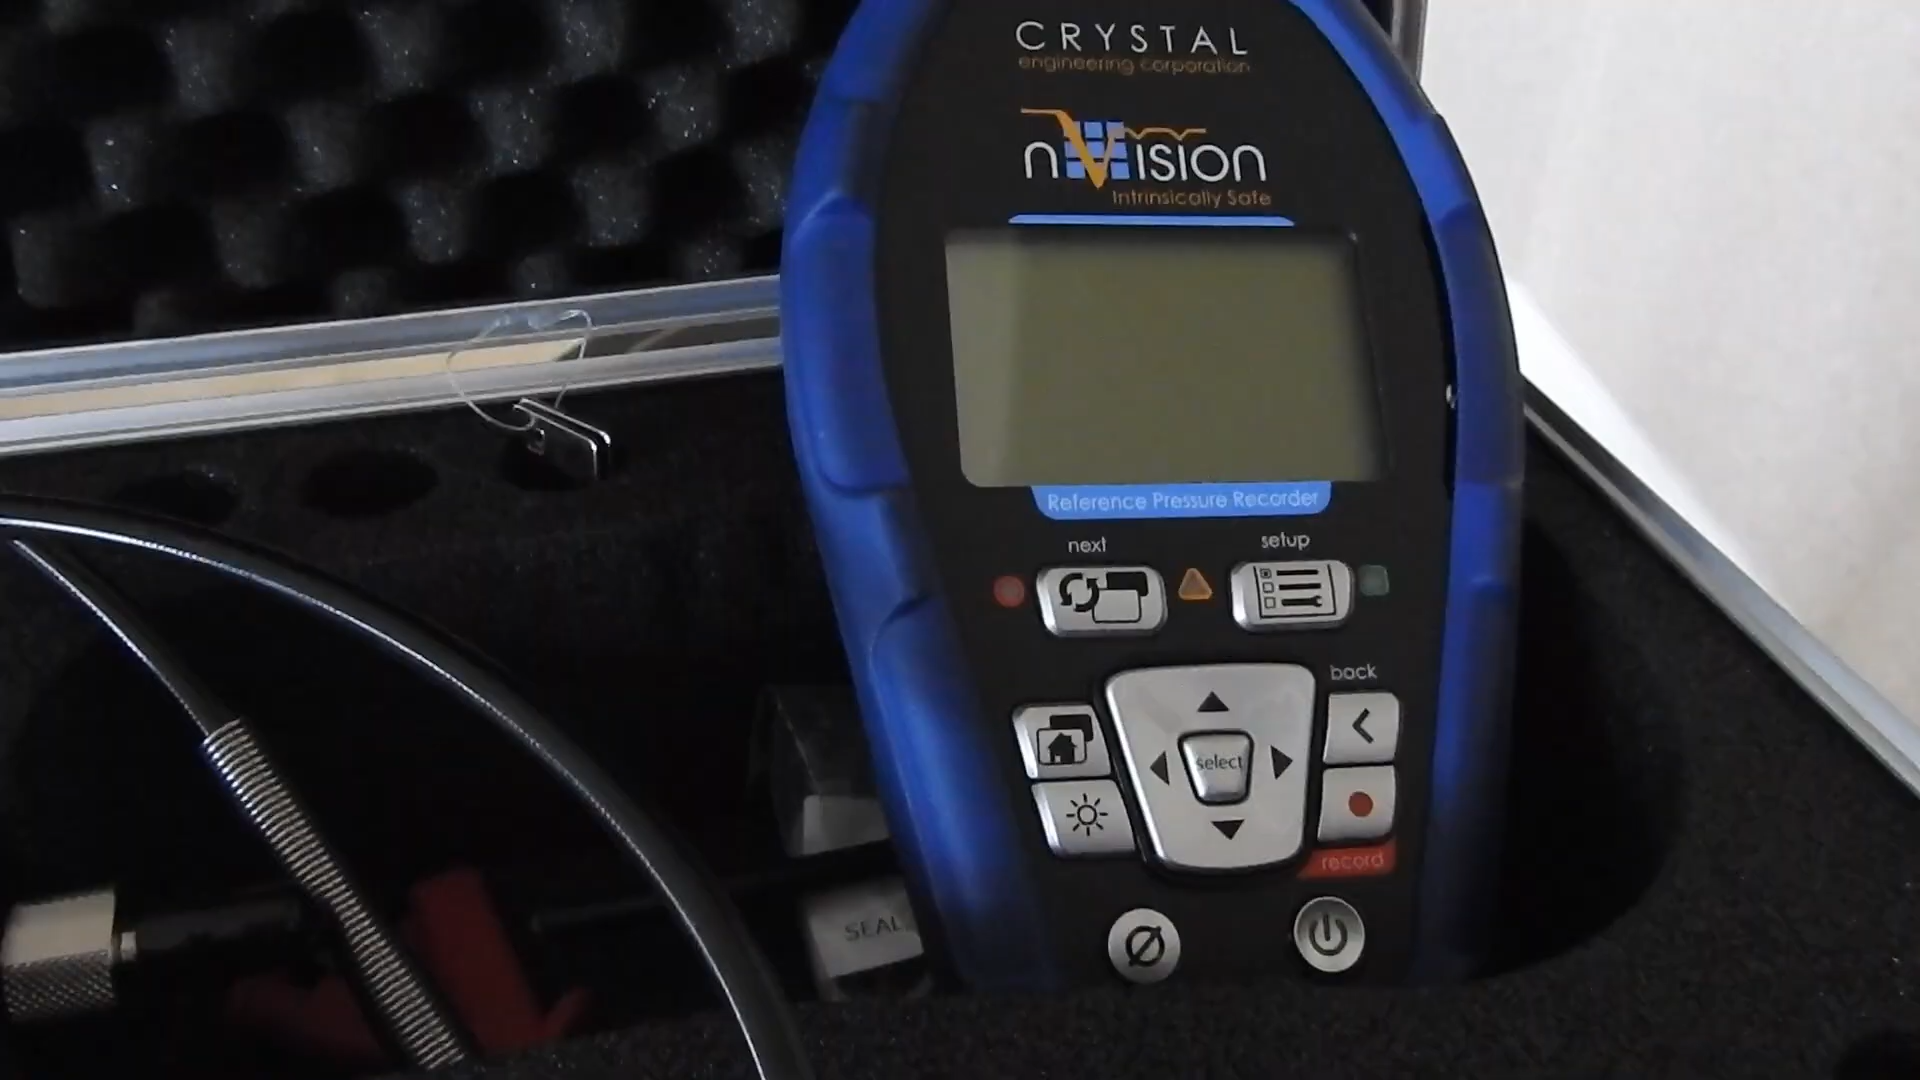 CRYSTAL
engineering corporation
nVision
Intrinsically Safe
Reference Pressure Recorder
next
setup
back
select
record
SEAL